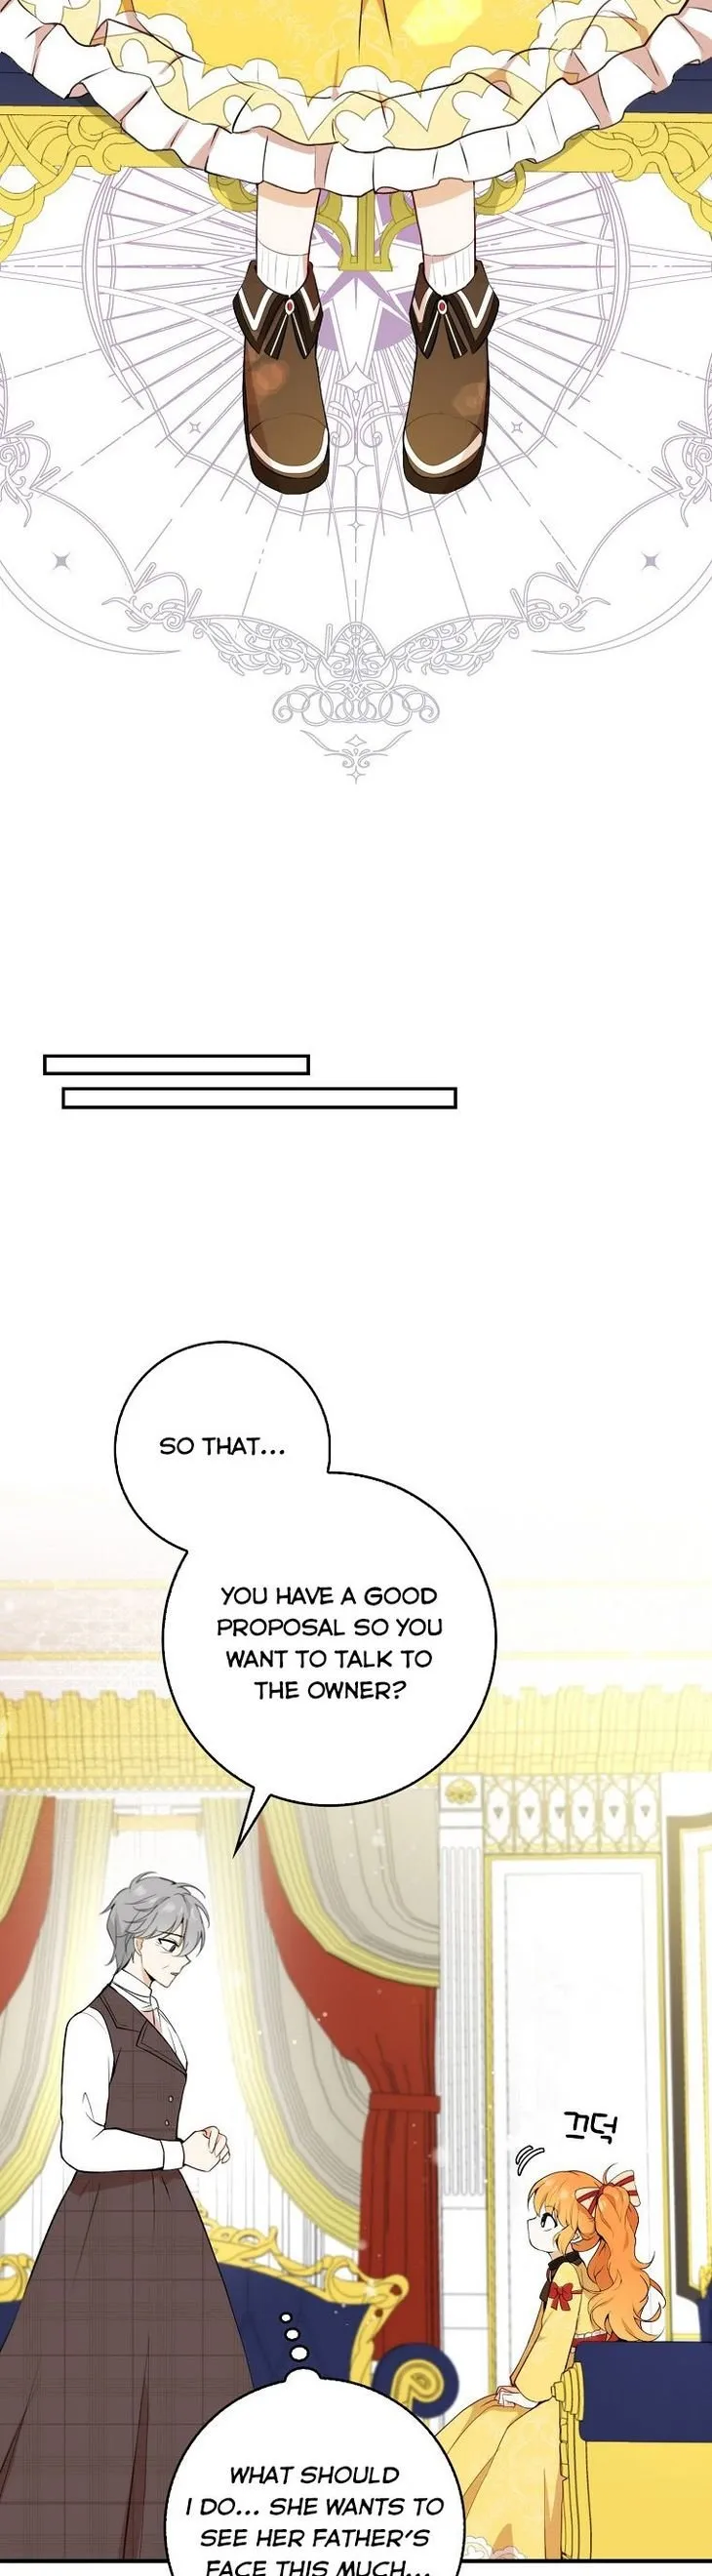 SO THAT...
YOU HAVE A GOOD
PROPOSAL SO YOU
WANT TO TALK TO
THE OWNER?
끄덕
WHAT SHOULD
I DO... SHE WANTS TO
SEE HER FATHER'S
FACE THIS MUCH...